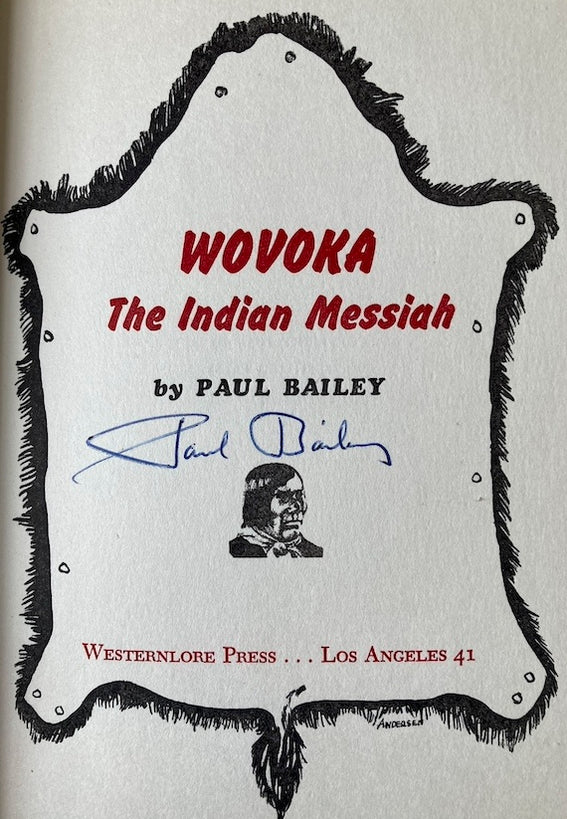 WOVOKA
The Indian Messiah
by PAUL BAILEY
Paul Bailey
WESTERNLORE PRESS . . . LOS ANGELES 41
ANDERSEN